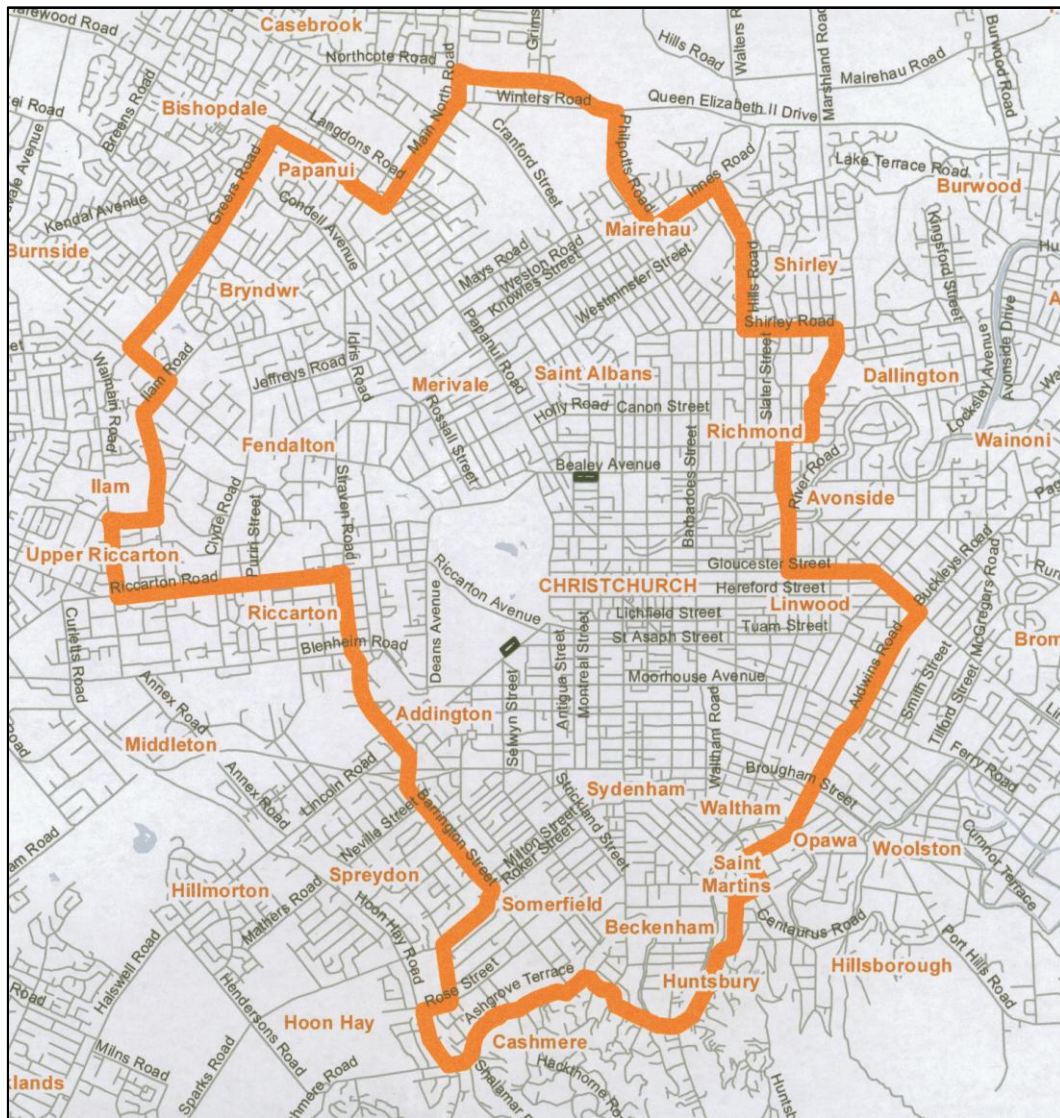 Casebrook
Harewood Road
Northcote Road
Grims
Hills Road
Walters R
Marshland Road
Mairehau Road
Burwood Road
Main North Road
Winters Road
Queen Elizabeth II Drive
Bishopdale
Breens Road
Langdons Road
Papanui
Greers Road
Cranford Street
Philpotts Road
Innes Road
Lake Terrace Road
Burwood
Kendal Avenue
Condell Avenue
Burnside
Bryndwr
Mairehau
Mays Road
Weston Road
Knowles Street
Westminster Street
Hills Road
Shirley
Kingsford Street
Avonside Drive
Papanui Road
Shirley Road
Waimairi Road
Ilam Road
Idris Road
Jeffreys Road
Merivale
Saint Albans
Slater Street
Dallington
Locksley Avenue
Rossall Street
Holly Road
Canon Street
Richmond
Wainoni
Fendalton
Bealey Avenue
Barbadoes Street
River Road
Avonside
Ilam
Clyde Road
Straven Road
Puriri Street
Upper Riccarton
Riccarton Road
Riccarton
Riccarton Avenue
Deans Avenue
CHRISTCHURCH
Gloucester Street
Hereford Street
Linwood
Lichfield Street
Tuam Street
St Asaph Street
Buckleys Road
McGregors Road
Brom
Curletts Road
Blenheim Road
Antigua Street
Montreal Street
Moorhouse Avenue
Aldwins Road
Smith Street
Tilford Street
Annex Road
Middleton
Addington
Selwyn Street
Waltham Road
Ferry Road
Annex Road
Lincoln Road
Barrington Street
Strickland Street
Sydenham
Brougham Street
Waltham
Neville Street
Milton Street
Roker Street
Opawa
Woolston
Cumnor Terrace
Hillmorton
Spreydon
Saint
Martins
Mathers Road
Hoon Hay Road
Somerfield
Beckenham
Centaurus Road
Port Hills Road
Halswell Road
Hendersons Road
Rose Street
Ashgrove Terrace
Huntsbury
Hillsborough
Hoon Hay
Cashmere
Milns Road
Sparks Road
Shalamar
Hackthorne
xlands